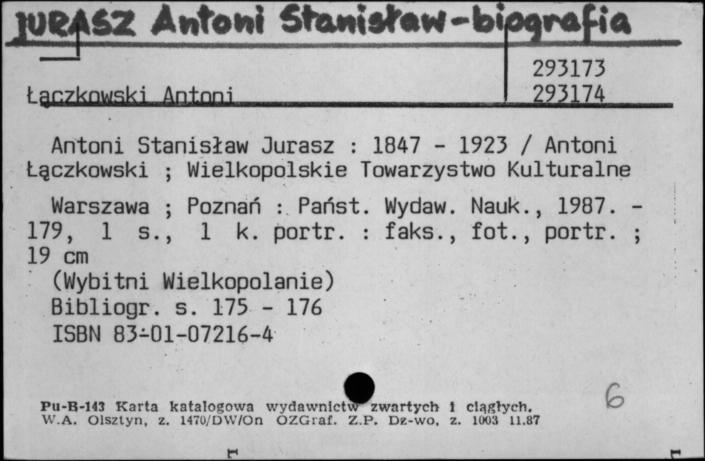 JURASZ Antoni Stanisław - biografia
293173
Łączkowski Antoni 293174
Antoni Stanisław Jurasz : 1847 - 1923 / Antoni
Łączkowski ; Wielkopolskie Towarzystwo Kulturalne
Warszawa ; Poznań : Państ. Wydaw. Nauk., 1987. -
179, 1 s., 1 k. portr. : faks., fot., portr. ;
19 cm
(Wybitni Wielkopolanie)
Bibliogr. s. 175 - 176
ISBN 83-01-07216-4
6
Pu-B-143 Karta katalogowa wydawnictw zwartych i ciągłych.
W.A. Olsztyn, z. 1470/DW/On OZGraf. Z.P. Dz-wo, z. 1003 11.87